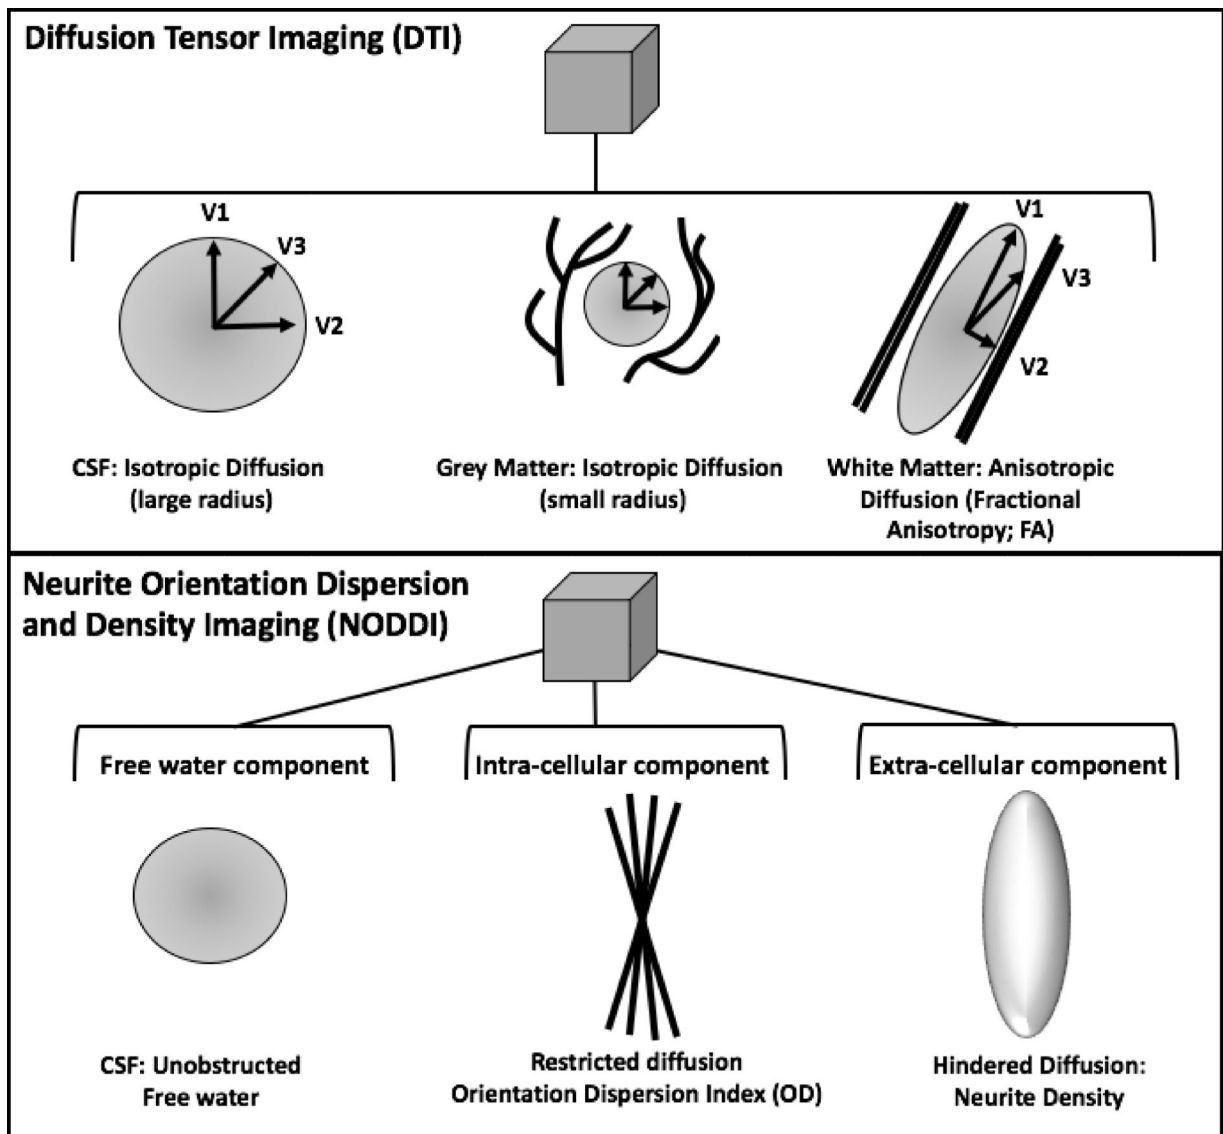 Diffusion Tensor Imaging (DTI)
V1
V3
V2
V1
V3
V2
CSF: Isotropic Diffusion
(large radius)
Grey Matter: Isotropic Diffusion
(small radius)
White Matter: Anisotropic
Diffusion (Fractional
Anisotropy; FA)
Neurite Orientation Dispersion
and Density Imaging (NODDI)
Free water component
Intra-cellular component
Extra-cellular component
CSF: Unobstructed
Free water
Restricted diffusion
Orientation Dispersion Index (OD)
Hindered Diffusion:
Neurite Density